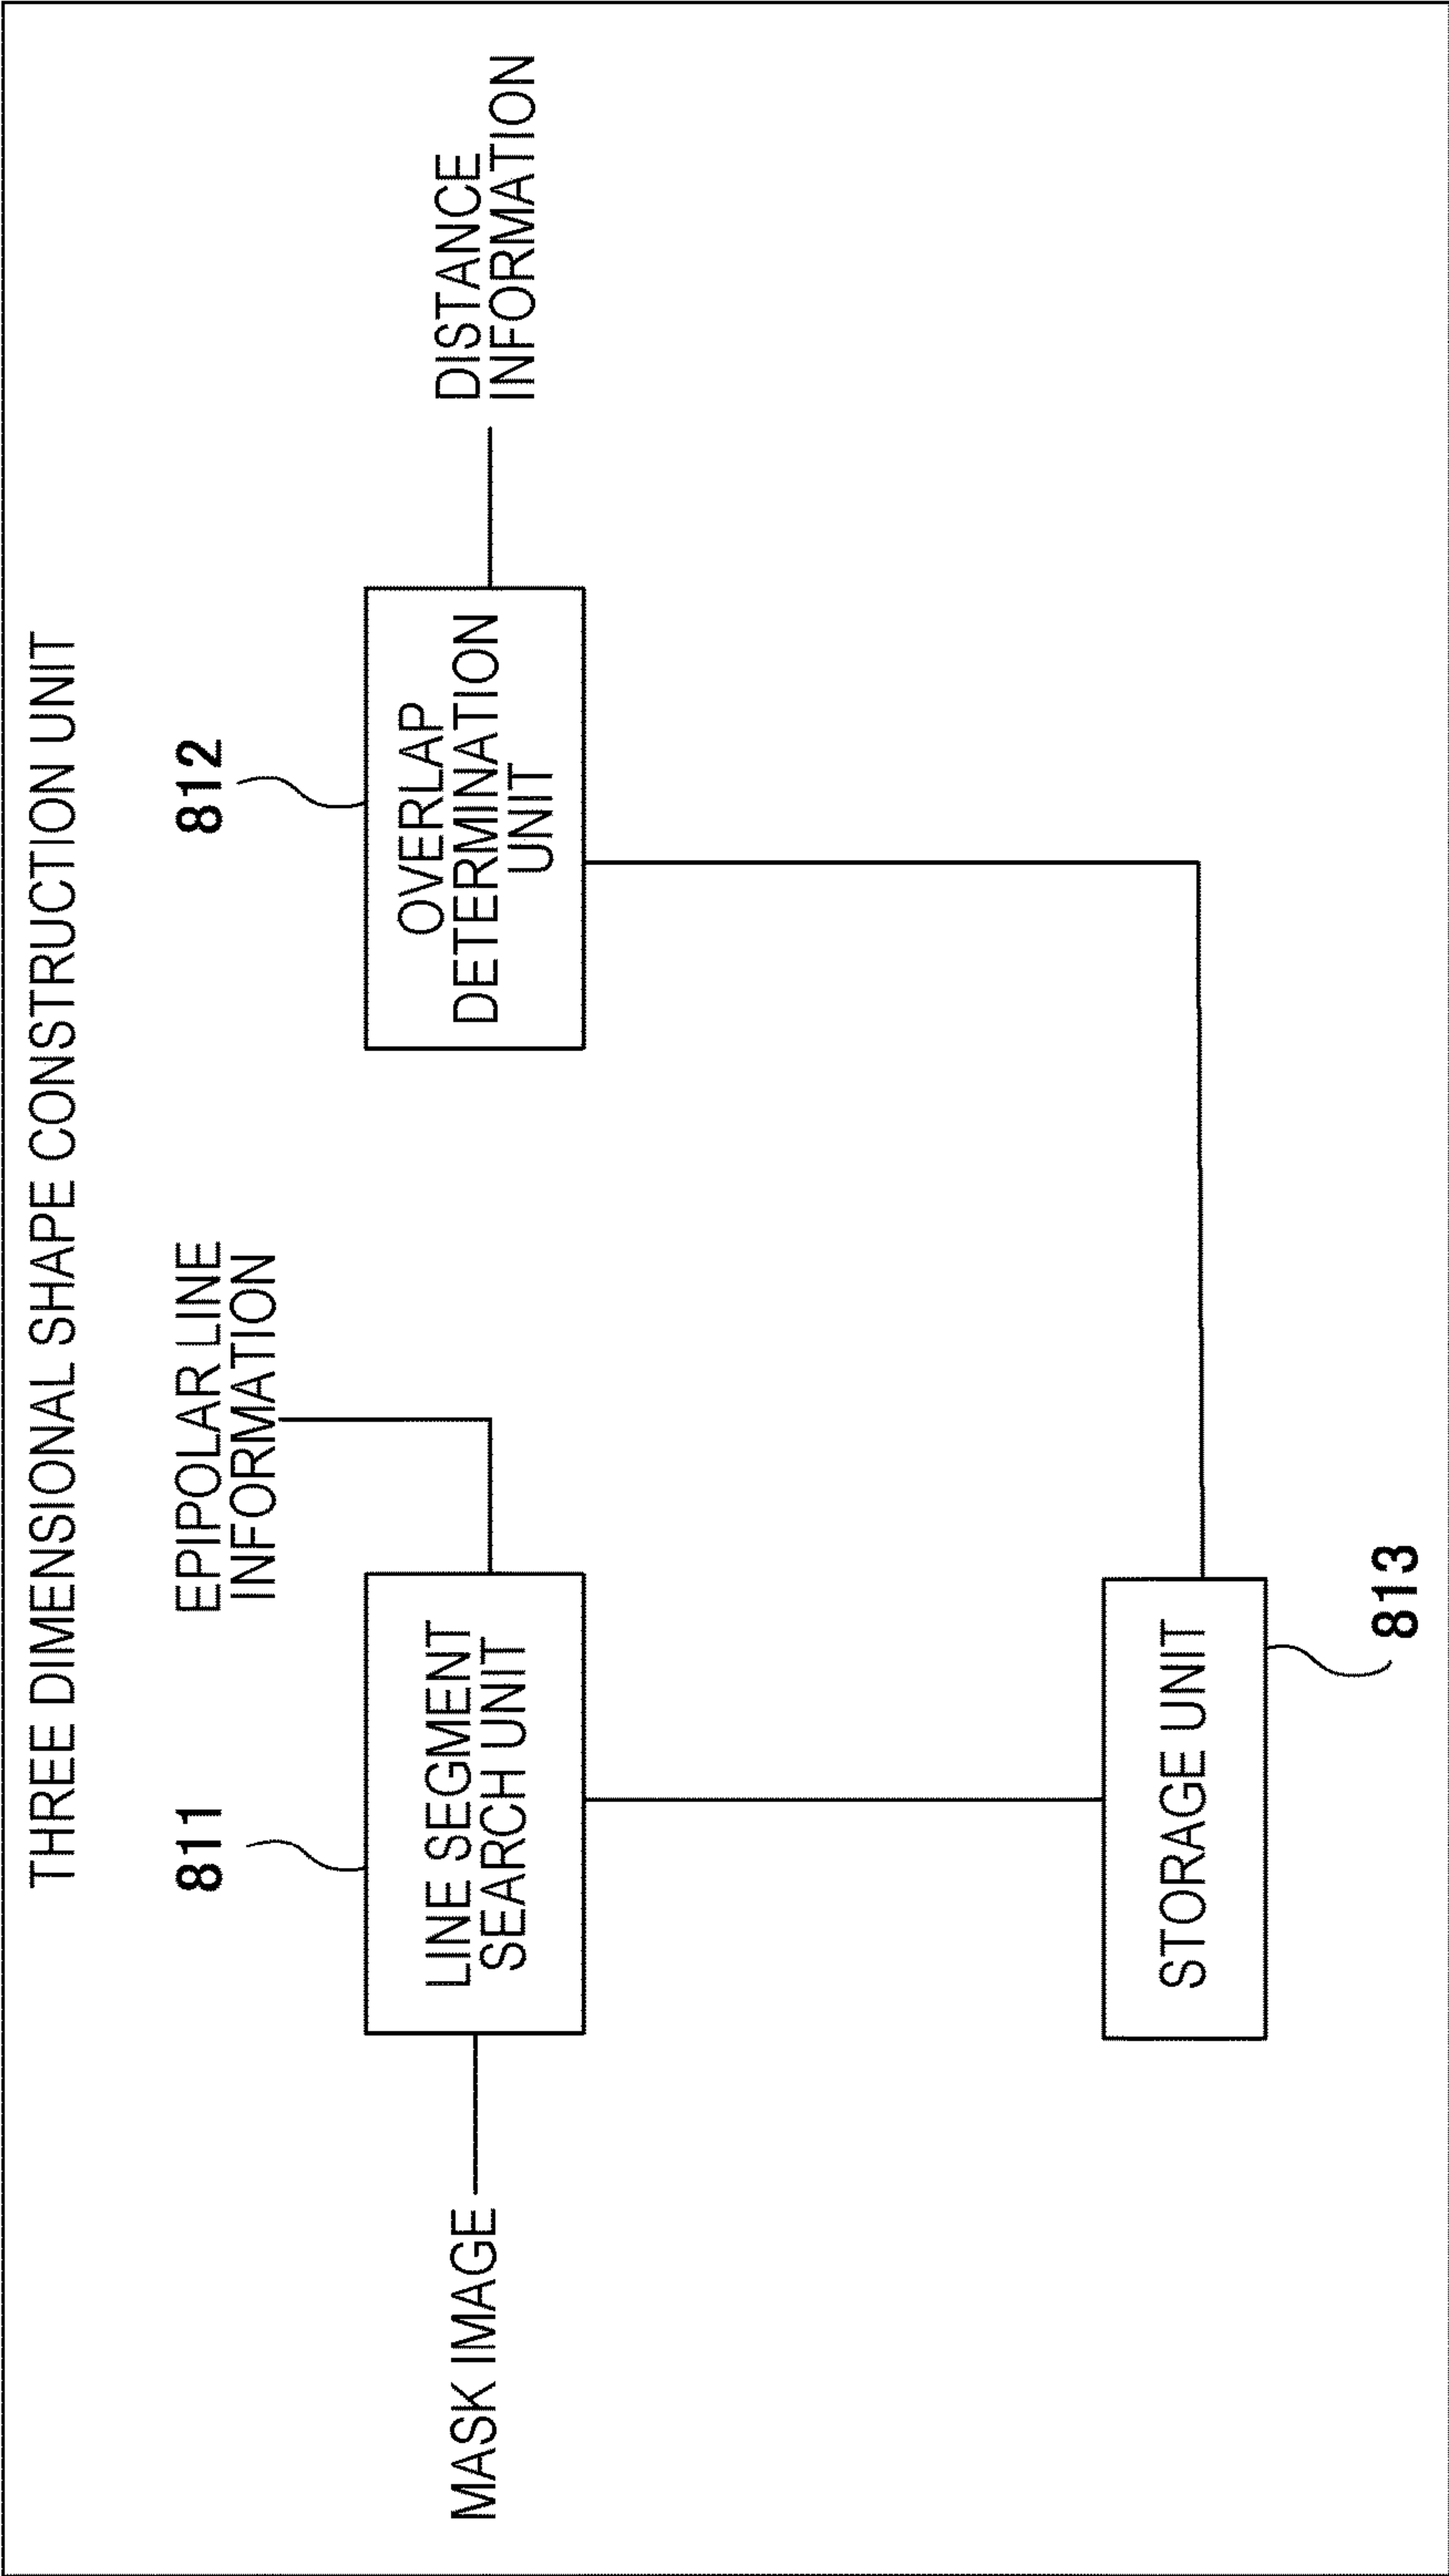 THREE DIMENSIONAL SHAPE CONSTRUCTION UNIT
811
EPIPOLAR LINE
INFORMATION
812
MASK IMAGE
LINE SEGMENT
SEARCH UNIT
OVERLAP
DETERMINATION
UNIT
DISTANCE
INFORMATION
STORAGE UNIT
813